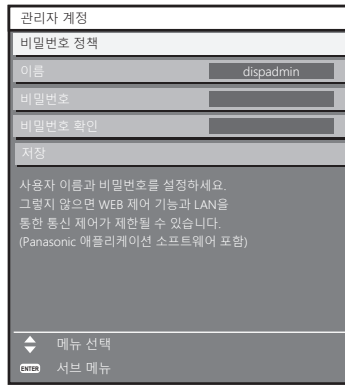 관리자 계정
비밀번호 정책
이름 dispadmin
비밀번호
비밀번호 확인
저장
사용자 이름과 비밀번호를 설정하세요.
그렇지 않으면 WEB 제어 기능과 LAN을
통한 통신 제어가 제한될 수 있습니다.
(Panasonic 애플리케이션 소프트웨어 포함)
메뉴 선택
ENTER 서브 메뉴